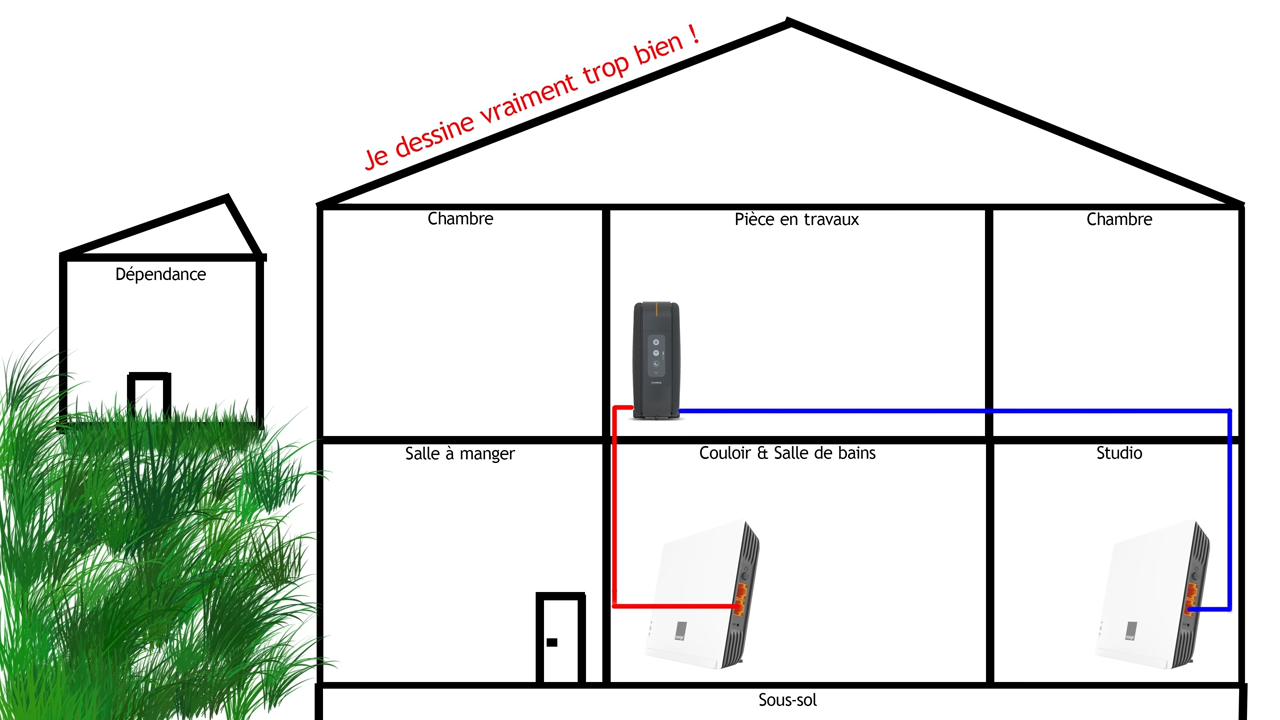 Je dessine vraiment trop bien !
Chambre
Pièce en travaux
Chambre
Dépendance
Salle à manger
Couloir & Salle de bains
Studio
Sous-sol